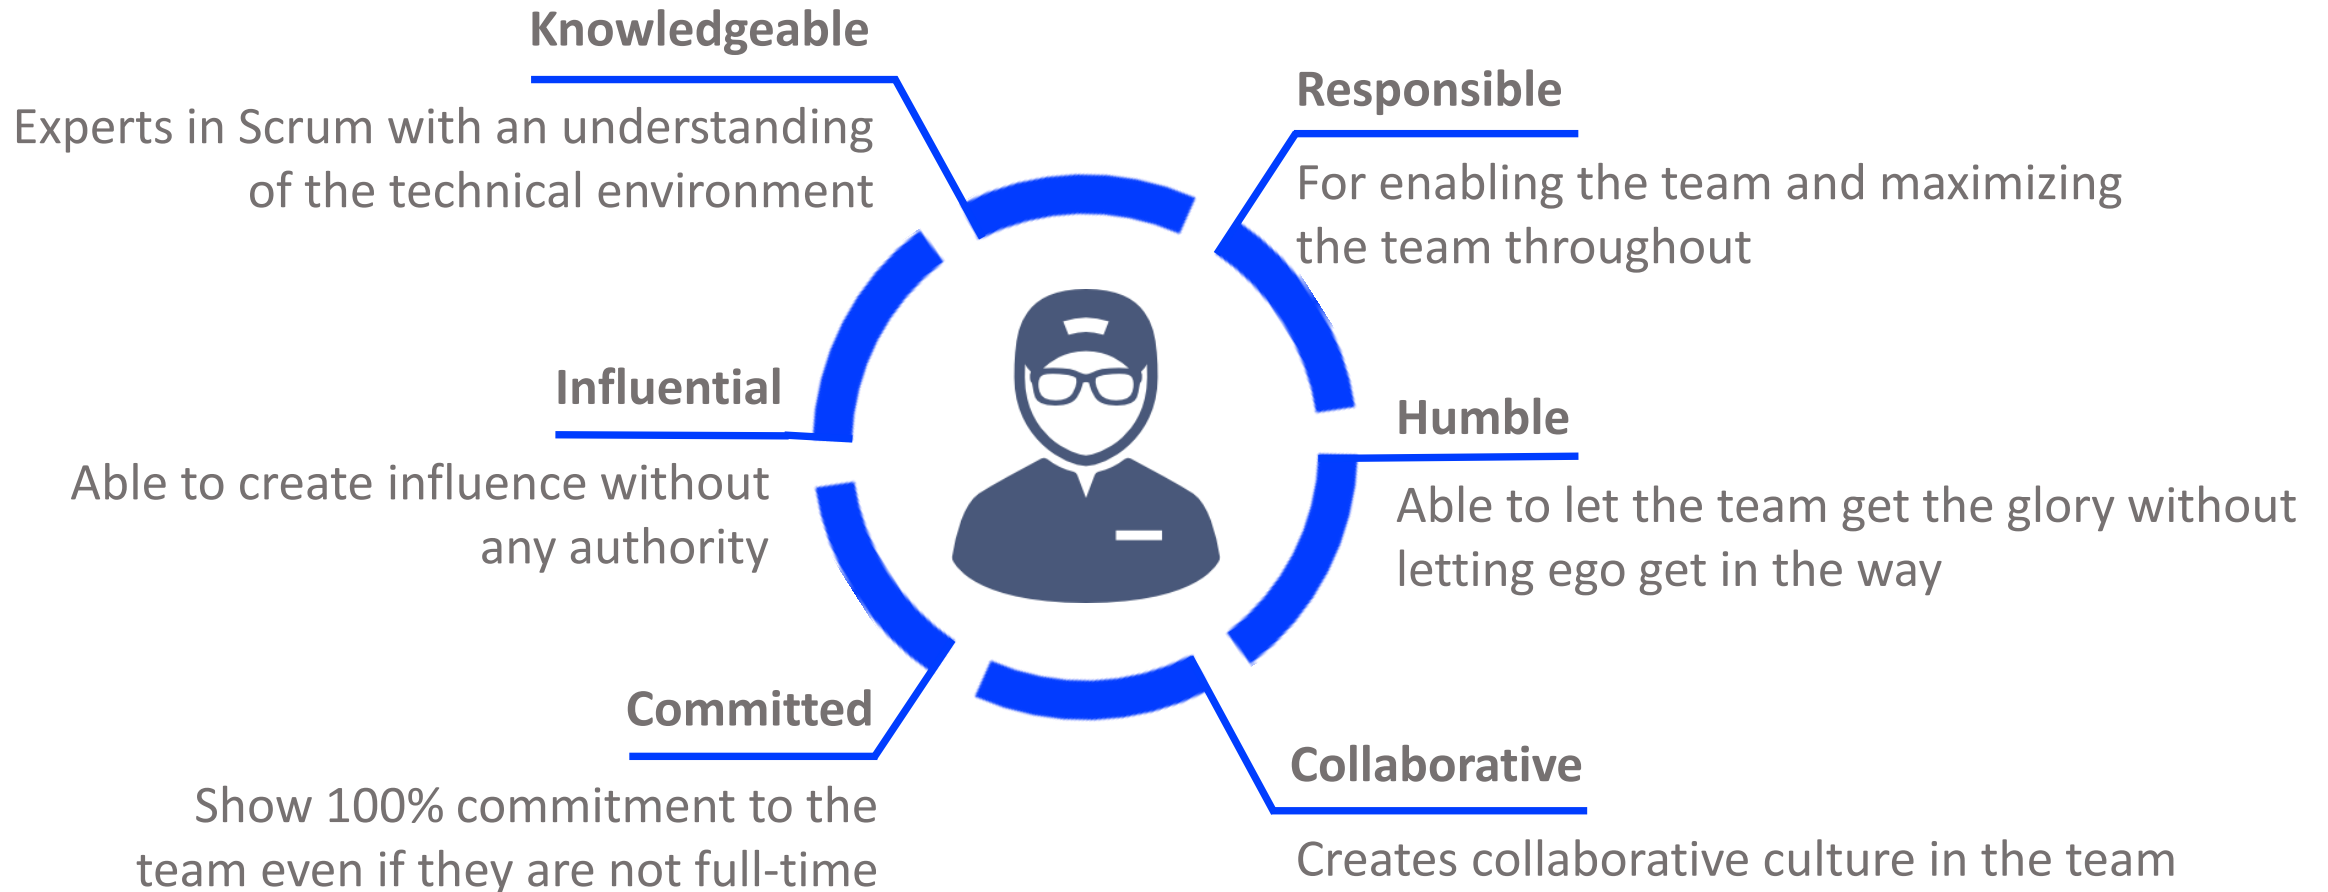 Knowledgeable
Experts in Scrum with an understanding
of the technical environment
Responsible
For enabling the team and maximizing
the team throughout
Influential
Able to create influence without
any authority
Humble
Able to let the team get the glory without
letting ego get in the way
Committed
Show 100% commitment to the
team even if they are not full-time
Collaborative
Creates collaborative culture in the team